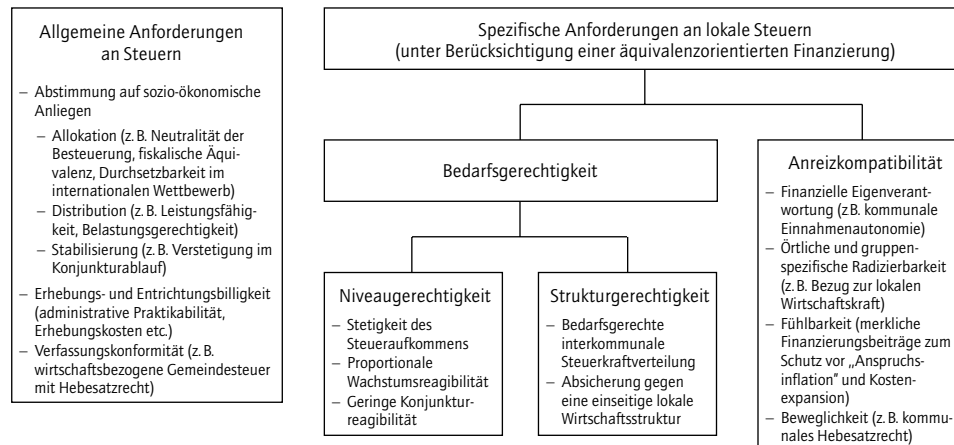 Allgemeine Anforderungen
an Steuern
– Abstimmung auf sozio-ökonomische
Anliegen
– Allokation (z. B. Neutralität der
Besteuerung, fiskalische Äqui-
valenz, Durchsetzbarkeit im
internationalen Wettbewerb)
– Distribution (z. B. Leistungsfähig-
keit, Belastungsgerechtigkeit)
– Stabilisierung (z. B. Verstetigung im
Konjunkturablauf)
– Erhebungs- und Entrichtungsbilligkeit
(administrative Praktikabilität,
Erhebungskosten etc.)
– Verfassungskonformität (z. B.
wirtschaftsbezogene Gemeindesteuer
mit Hebesatzrecht)
Spezifische Anforderungen an lokale Steuern
(unter Berücksichtigung einer äquivalenzorientierten Finanzierung)
Bedarfsgerechtigkeit
Niveaugerechtigkeit
– Stetigkeit des
Steueraufkommens
– Proportionale
Wachstumsreagibilität
– Geringe Konjunktur-
reagibilität
Strukturgerechtigkeit
– Bedarfsgerechte
interkommunale
Steuerkraftverteilung
– Absicherung gegen
eine einseitige lokale
Wirtschaftsstruktur
Anreizkompatibilität
– Finanzielle Eigenverant-
wortung (z B. kommunale
Einnahmenautonomie)
– Örtliche und gruppen-
spezifische Radizierbarkeit
(z. B. Bezug zur lokalen
Wirtschaftskraft)
– Fühlbarkeit (merkliche
Finanzierungsbeiträge zum
Schutz vor „Anspruchs-
inflation" und Kosten-
expansion)
– Beweglichkeit (z. B. kommu-
nales Hebesatzrecht)